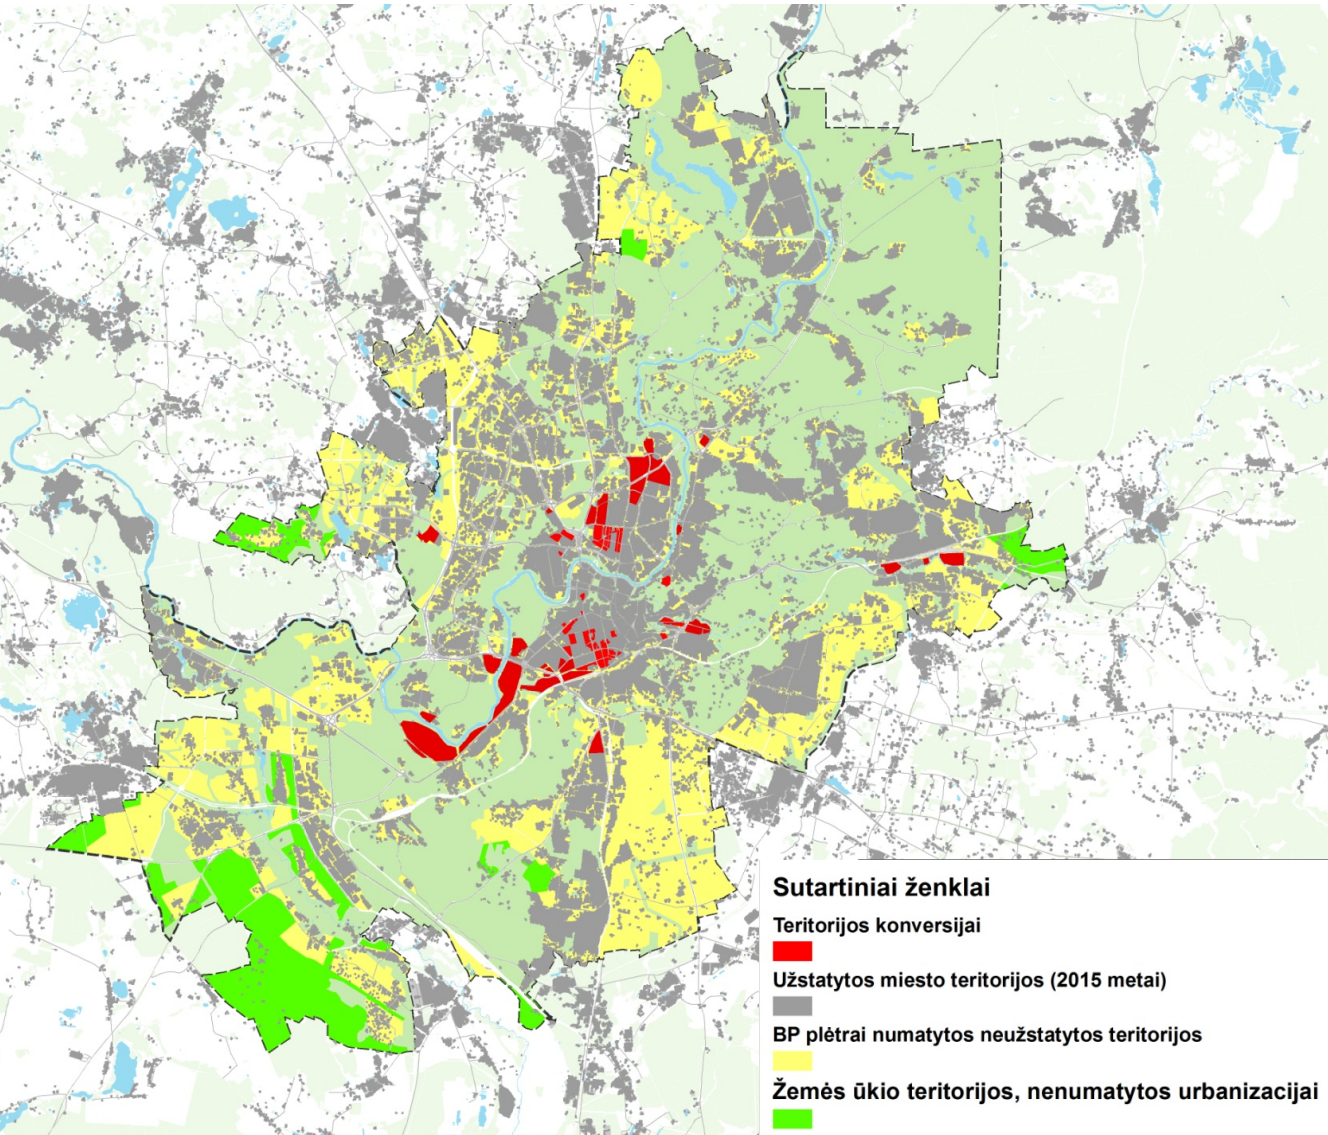 Sutartiniai ženklai
Teritorijos konversijai
Užstatytos miesto teritorijos (2015 metai)
BP plėtrai numatytos neužstatytos teritorijos
Žemės ūkio teritorijos, nenumatytos urbanizacijai